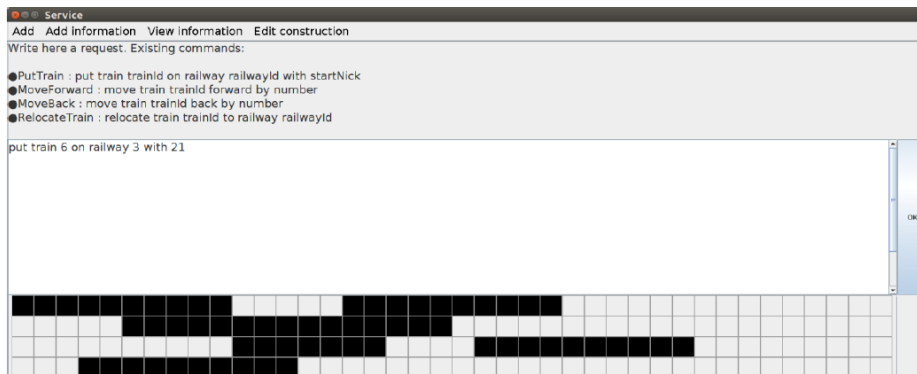 Service
Add Add information View information Edit construction
Write here a request. Existing commands:
●PutTrain : put train trainId on railway railwayId with startNick
●MoveForward : move train trainId forward by number
●MoveBack : move train trainId back by number
●RelocateTrain : relocate train trainId to railway railwayId
put train 6 on railway 3 with 21
OK